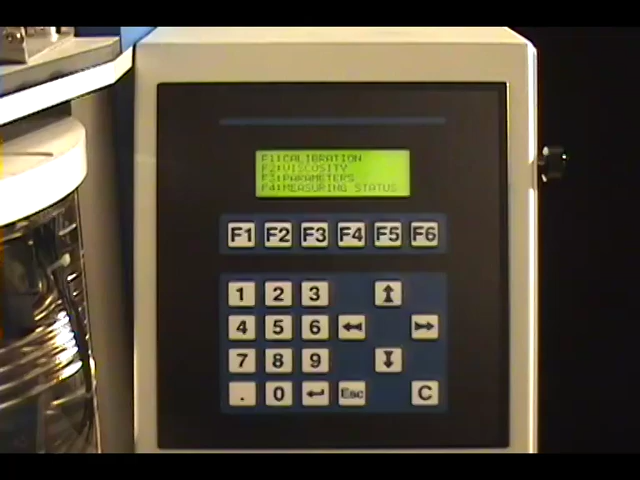 F1:CALIBRATION
F2:VISCOSITY
F3:PARAMETERS
F4:MEASURING STATUS
F1 F2 F3 F4 F5 F6
1 2 3
4 5 6
7 8 9
. 0 Esc C